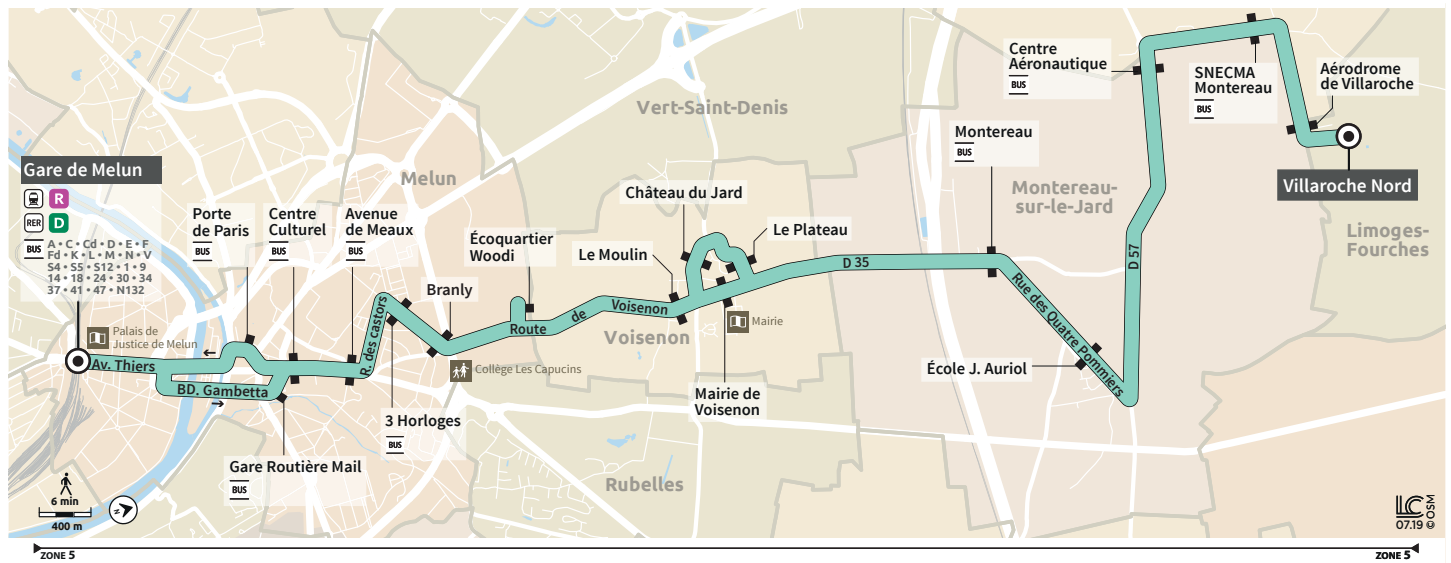 Gare de Melun
R
RER D
BUS
A • C • Cd • D • E • F
Fd • K • L • M • N • V
S4 • S5 • S12 • 1 • 9
14 • 18 • 24 • 30 • 34
37 • 41 • 47 • N132
Palais de
Justice de Melun
Av. Thiers
BD. Gambetta
Porte
de Paris
BUS
Centre
Culturel
BUS
Avenue
de Meaux
BUS
Gare Routière Mail
BUS
R. des castors
3 Horloges
BUS
Melun
Branly
Collège Les Capucins
Écoquartier
Woodi
Route de Voisenon
Le Moulin
Voisenon
Rubelles
Vert-Saint-Denis
Château du Jard
Le Plateau
Mairie
Mairie de
Voisenon
D 35
Montereau
BUS
Montereau-
sur-le-Jard
Rue des Quatre Pommiers
École J. Auriol
D 57
Centre
Aéronautique
BUS
SNECMA
Montereau
BUS
Aérodrome
de Villaroche
Villaroche Nord
Limoges-
Fourches
6 min
400 m
N
LC
07.19 © OSM
ZONE 5
ZONE 5